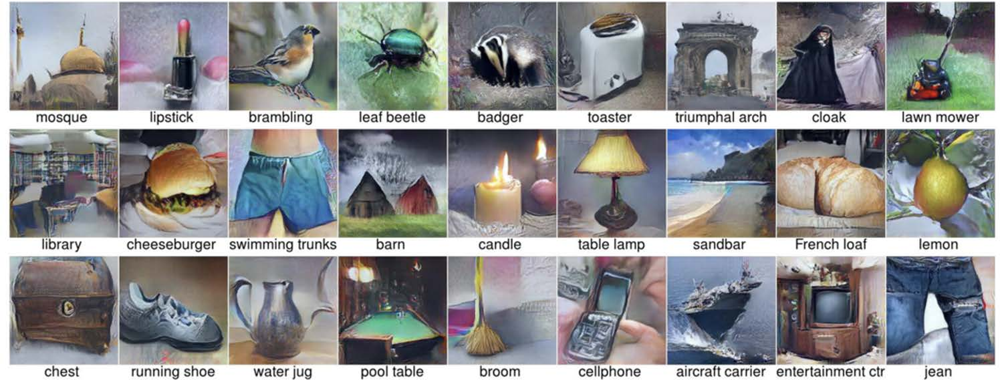 mosque
lipstick
brambling
leaf beetle
badger
toaster
triumphal arch
cloak
lawn mower
library
cheeseburger
swimming trunks
barn
candle
table lamp
sandbar
French loaf
lemon
chest
running shoe
water jug
pool table
broom
cellphone
aircraft carrier
entertainment ctr
jean